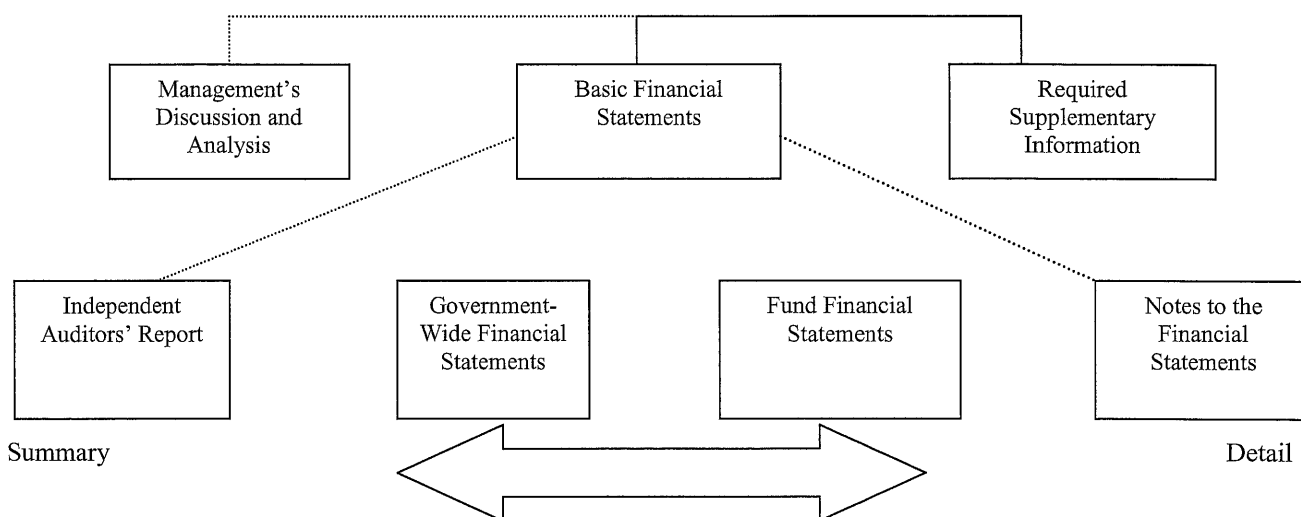 Management’s
Discussion and
Analysis
Basic Financial
Statements
Required
Supplementary
Information
Independent
Auditors’ Report
Government-
Wide Financial
Statements
Fund Financial
Statements
Notes to the
Financial
Statements
Summary
Detail